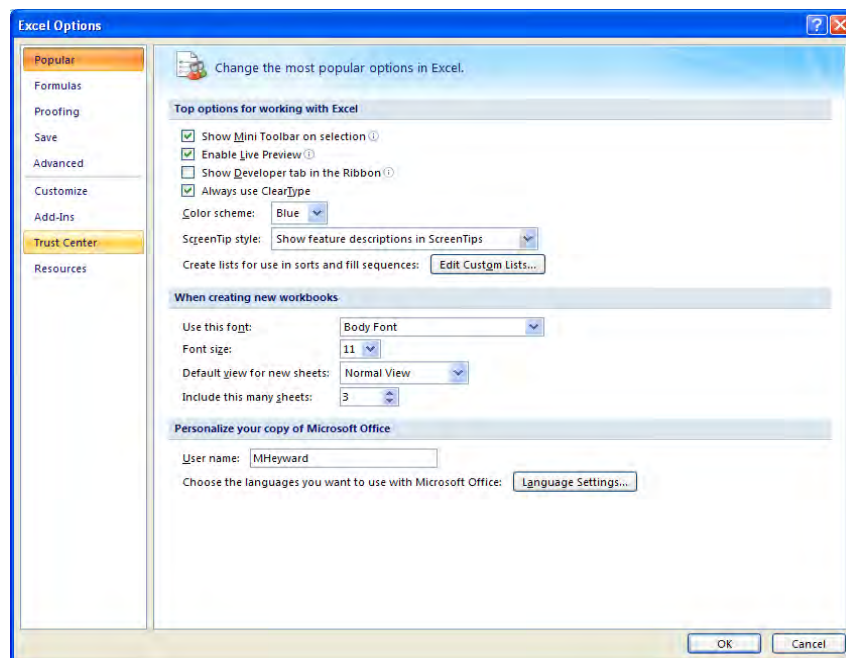 Excel Options
Popular
Formulas
Proofing
Save
Advanced
Customize
Add-Ins
Trust Center
Resources
Change the most popular options in Excel.
Top options for working with Excel
Show Mini Toolbar on selection
Enable Live Preview
Show Developer tab in the Ribbon
Always use ClearType
Color scheme: Blue
ScreenTip style: Show feature descriptions in ScreenTips
Create lists for use in sorts and fill sequences: Edit Custom Lists...
When creating new workbooks
Use this font: Body Font
Font size: 11
Default view for new sheets: Normal View
Include this many sheets: 3
Personalize your copy of Microsoft Office
User name: MHeyward
Choose the languages you want to use with Microsoft Office: Language Settings...
OK Cancel